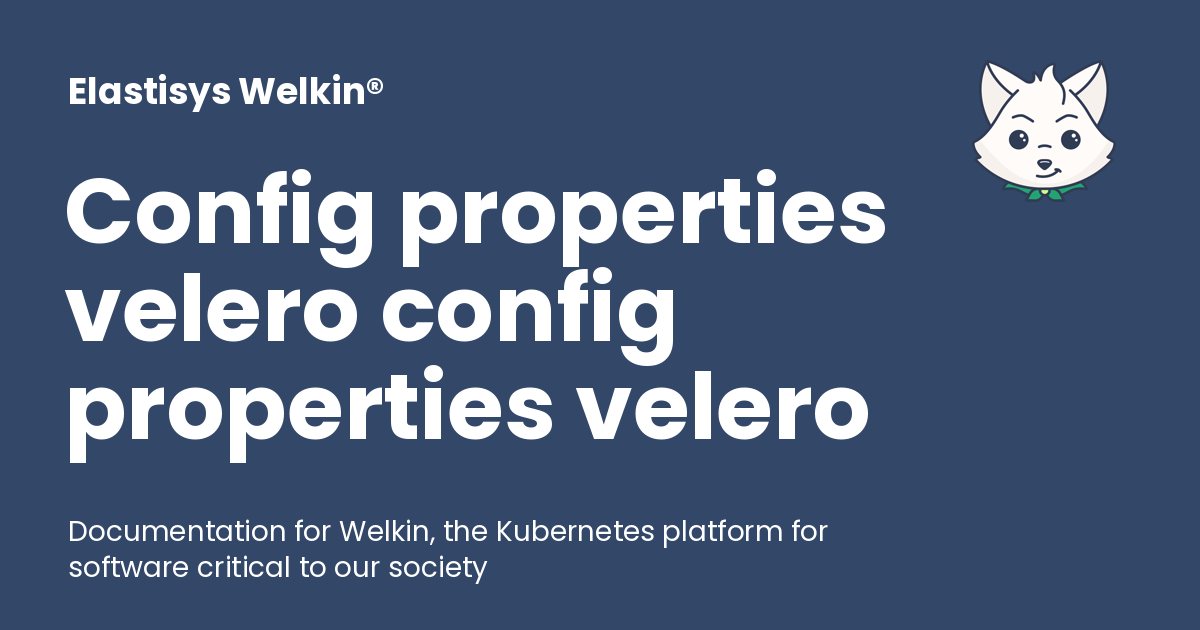 Elastisys Welkin®
Config properties
velero config
properties velero
Documentation for Welkin, the Kubernetes platform for
software critical to our society